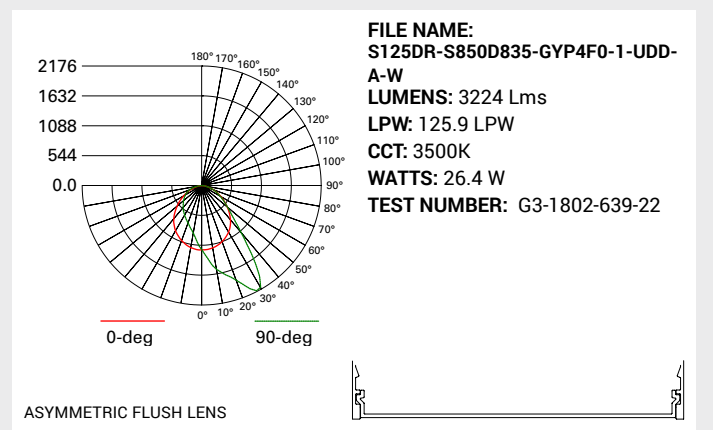 2176
1632
1088
544
0.0
180°
170°
160°
150°
140°
130°
120°
110°
100°
90°
80°
70°
60°
50°
40°
30°
20°
10°
0°
0-deg
90-deg
FILE NAME:
S125DR-S850D835-GYP4F0-1-UDD-
A-W
LUMENS: 3224 Lms
LPW: 125.9 LPW
CCT: 3500K
WATTS: 26.4 W
TEST NUMBER: G3-1802-639-22
ASYMMETRIC FLUSH LENS